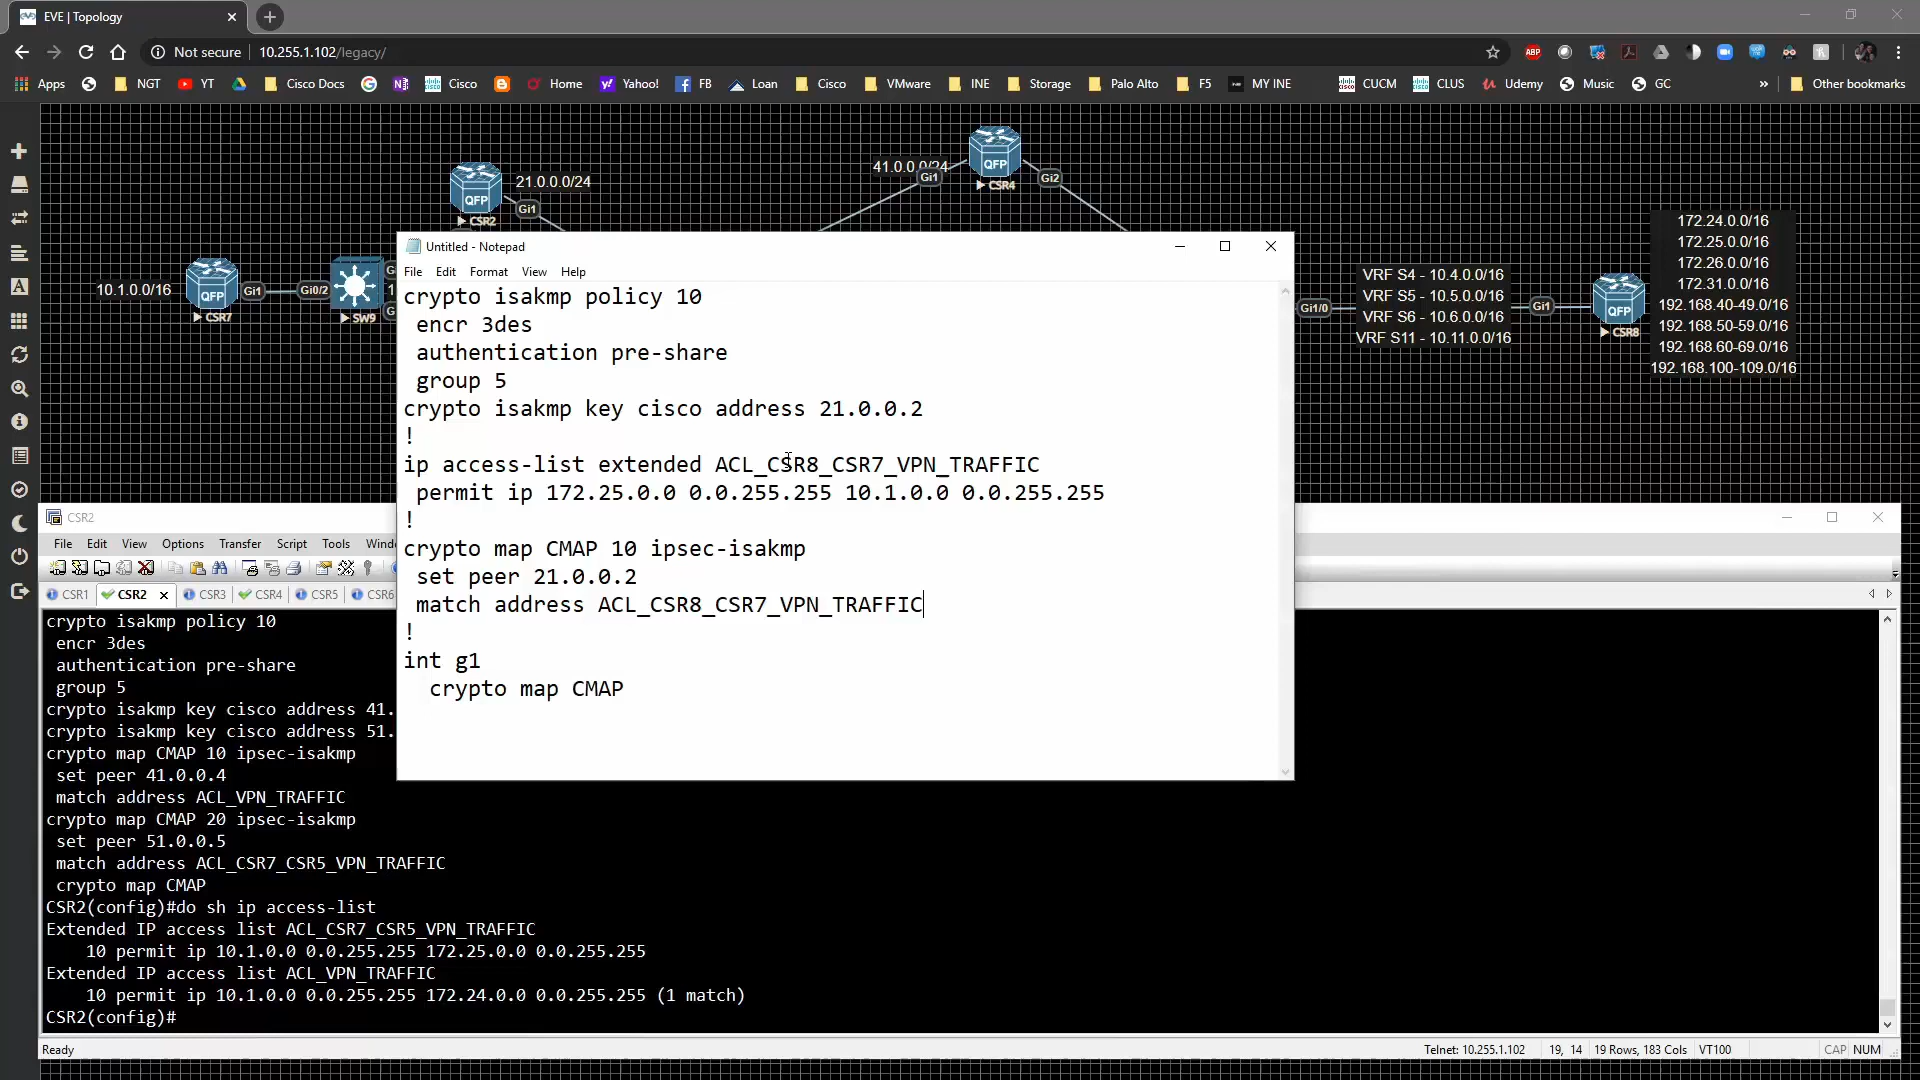 EVE | Topology
Not secure
10.255.1.102/legacy/
ABP
Apps
NGT
YT
Cisco Docs
Cisco
Home
Yahoo!
FB
Loan
Cisco
VMware
INE
Storage
Palo Alto
F5
MY INE
CUCM
CLUS
Udemy
Music
GC
»
Other bookmarks
41.0.0.0/24
Gi1
QFP
CSR4
Gi2
QFP
CSR2
21.0.0.0/24
Gi1
10.1.0.0/16
QFP
CSR7
Gi1
Gi0/2
SW9
Gi1/0
VRF S4 - 10.4.0.0/16
VRF S5 - 10.5.0.0/16
VRF S6 - 10.6.0.0/16
VRF S11 - 10.11.0.0/16
Gi1
QFP
CSR8
172.24.0.0/16
172.25.0.0/16
172.26.0.0/16
172.31.0.0/16
192.168.40-49.0/16
192.168.50-59.0/16
192.168.60-69.0/16
192.168.100-109.0/16
Untitled - Notepad
File Edit Format View Help
crypto isakmp policy 10
encr 3des
authentication pre-share
group 5
crypto isakmp key cisco address 21.0.0.2
!
ip access-list extended ACL_CSR8_CSR7_VPN_TRAFFIC
permit ip 172.25.0.0 0.0.255.255 10.1.0.0 0.0.255.255
!
crypto map CMAP 10 ipsec-isakmp
set peer 21.0.0.2
match address ACL_CSR8_CSR7_VPN_TRAFFIC
!
int g1
crypto map CMAP
CSR2
File Edit View Options Transfer Script Tools Wind
CSR1 CSR2 CSR3 CSR4 CSR5 CSR6
crypto isakmp policy 10
encr 3des
authentication pre-share
group 5
crypto isakmp key cisco address 41.
crypto isakmp key cisco address 51.
crypto map CMAP 10 ipsec-isakmp
set peer 41.0.0.4
match address ACL_VPN_TRAFFIC
crypto map CMAP 20 ipsec-isakmp
set peer 51.0.0.5
match address ACL_CSR7_CSR5_VPN_TRAFFIC
crypto map CMAP
CSR2(config)#do sh ip access-list
Extended IP access list ACL_CSR7_CSR5_VPN_TRAFFIC
10 permit ip 10.1.0.0 0.0.255.255 172.25.0.0 0.0.255.255
Extended IP access list ACL_VPN_TRAFFIC
10 permit ip 10.1.0.0 0.0.255.255 172.24.0.0 0.0.255.255 (1 match)
CSR2(config)#
Ready
Telnet: 10.255.1.102 19, 14 19 Rows, 183 Cols VT100 CAP NUM